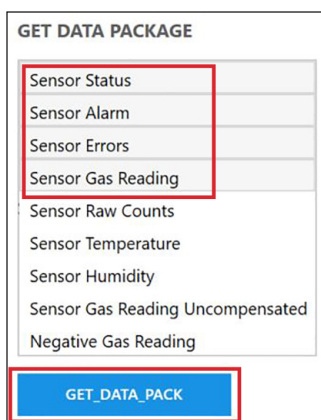 GET DATA PACKAGE
Sensor Status
Sensor Alarm
Sensor Errors
Sensor Gas Reading
Sensor Raw Counts
Sensor Temperature
Sensor Humidity
Sensor Gas Reading Uncompensated
Negative Gas Reading
GET_DATA_PACK